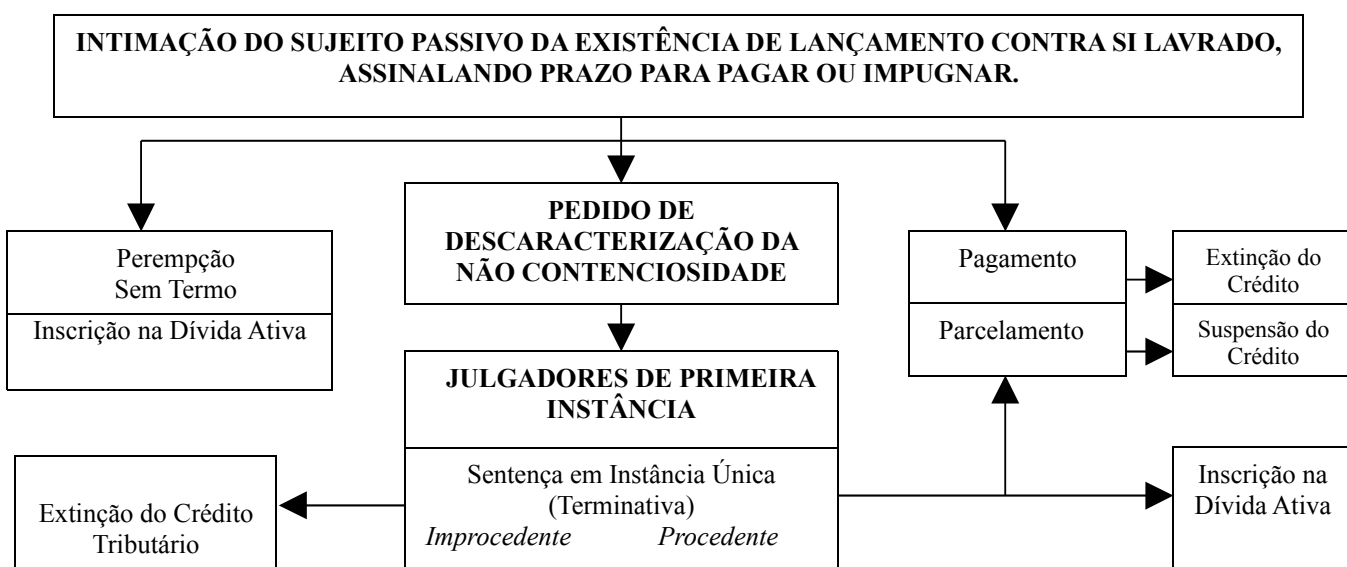 INTIMAÇÃO DO SUJEITO PASSIVO DA EXISTÊNCIA DE LANÇAMENTO CONTRA SI LAVRADO,
ASSINALANDO PRAZO PARA PAGAR OU IMPUGNAR.
Perempção
Sem Termo
Inscrição na Dívida Ativa
PEDIDO DE
DESCARACTERIZAÇÃO DA
NÃO CONTENCIOSIDADE
Pagamento
Extinção do
Crédito
Parcelamento
Suspensão do
Crédito
JULGADORES DE PRIMEIRA
INSTÂNCIA
Sentença em Instância Única
(Terminativa)
Improcedente Procedente
Extinção do Crédito
Tributário
Inscrição na
Dívida Ativa